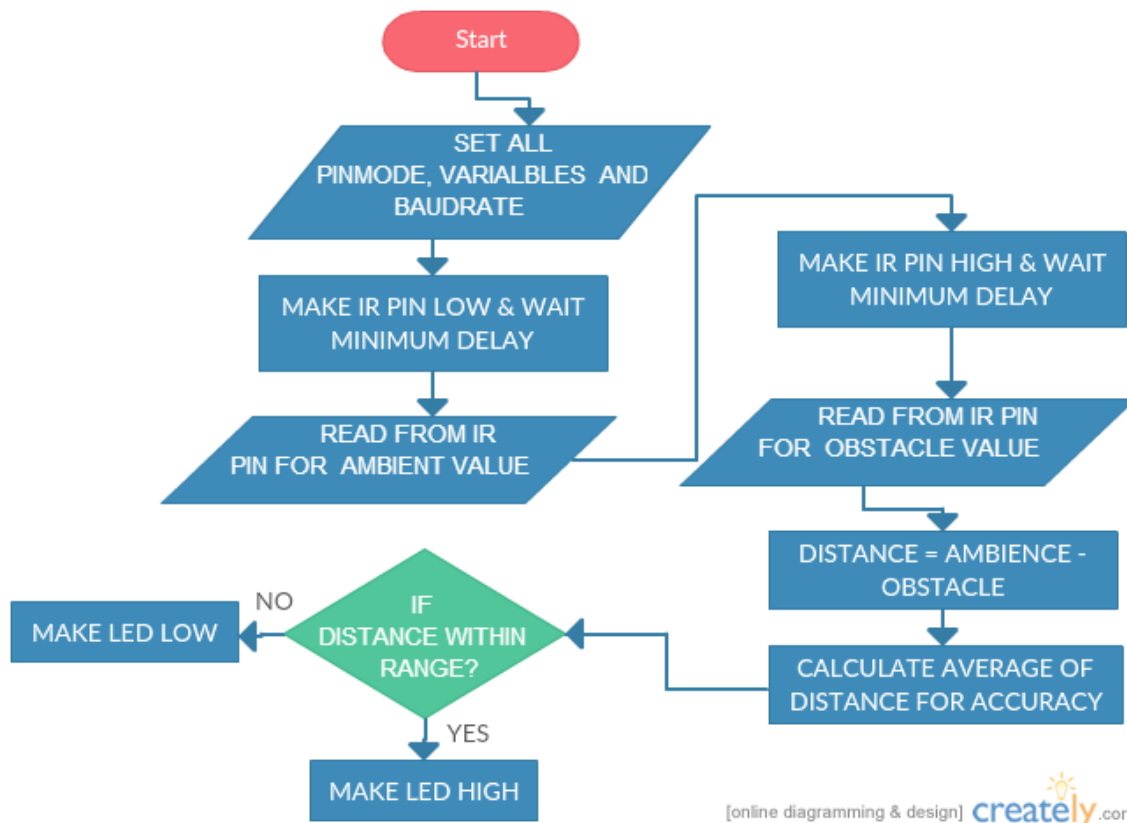 Start
SET ALL
PINMODE, VARIALBLES AND
BAUDRATE
MAKE IR PIN LOW & WAIT
MINIMUM DELAY
READ FROM IR
PIN FOR AMBIENT VALUE
MAKE IR PIN HIGH & WAIT
MINIMUM DELAY
READ FROM IR PIN
FOR OBSTACLE VALUE
DISTANCE = AMBIENCE -
OBSTACLE
CALCULATE AVERAGE OF
DISTANCE FOR ACCURACY
IF
DISTANCE WITHIN
RANGE?
NO
MAKE LED LOW
YES
MAKE LED HIGH
[online diagramming & design] creately.com